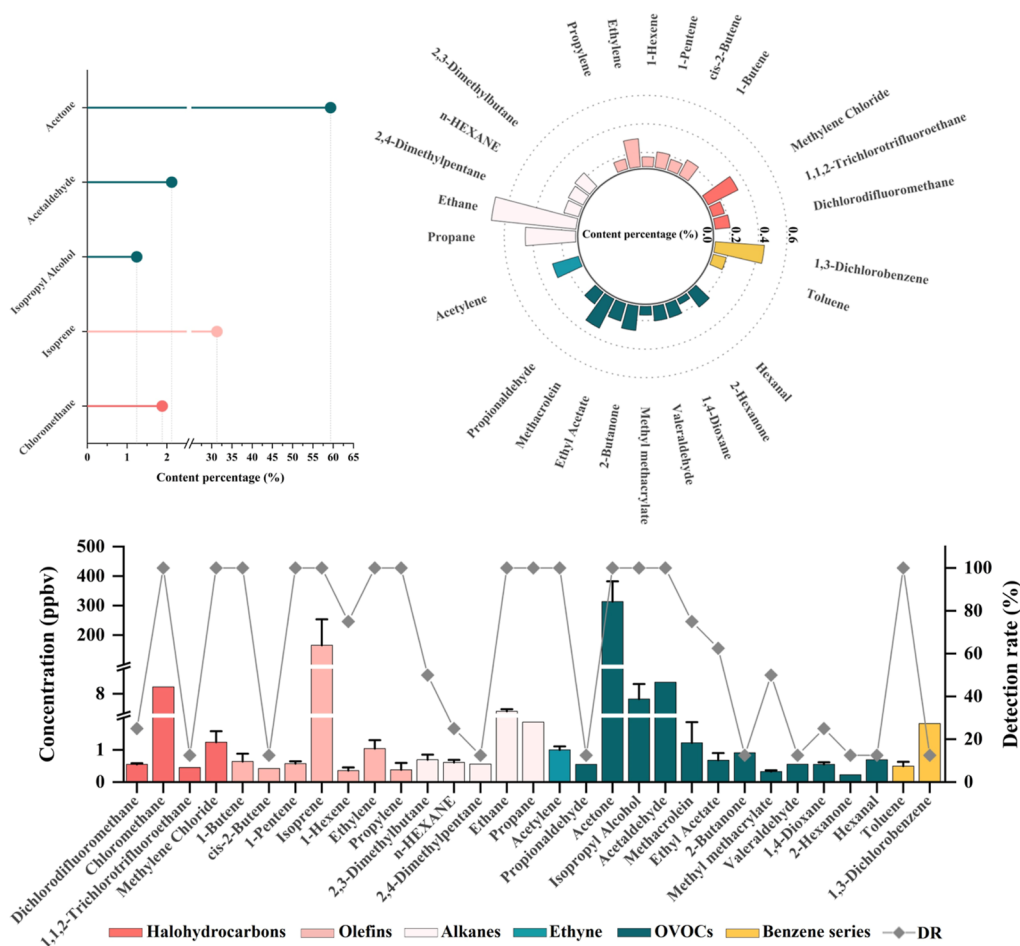 Acetone
Acetaldehyde
Isopropyl Alcohol
Isoprene
Chloromethane
0 1 2 30 35 40 45 50 55 60 65
Content percentage (%)
2,3-Dimethylbutane
Propylene
Ethylene
1-Hexene
1-Pentene
cis-2-Butene
1-Butene
n-HEXANE
2,4-Dimethylpentane
Ethane
Propane
Methylene Chloride
1,1,2-Trichlorotrifluoroethane
Dichlorodifluoromethane
Content percentage (%) 0.0 0.2 0.4 0.6
1,3-Dichlorobenzene
Toluene
Acetylene
Propionaldehyde
Methacrolein
Ethyl Acetate
2-Butanone
Methyl methacrylate
Valeraldehyde
1,4-Dioxane
2-Hexanone
Hexanal
Concentration (ppbv)
500
400
300
200
8
1
0
100
80
60
40
20
0
Detection rate (%)
Dichlorodifluoromethane
Chloromethane
1,1,2-Trichlorotrifluoroethane
Methylene Chloride
1-Butene
cis-2-Butene
1-Pentene
Isoprene
1-Hexene
Ethylene
Propylene
2,3-Dimethylbutane
n-HEXANE
2,4-Dimethylpentane
Ethane
Propane
Acetylene
Propionaldehyde
Acetone
Isopropyl Alcohol
Acetaldehyde
Methacrolein
Ethyl Acetate
2-Butanone
Methyl methacrylate
Valeraldehyde
1,4-Dioxane
2-Hexanone
Hexanal
Toluene
1,3-Dichlorobenzene
Halohydrocarbons Olefins Alkanes Ethyne OVOCs Benzene series DR